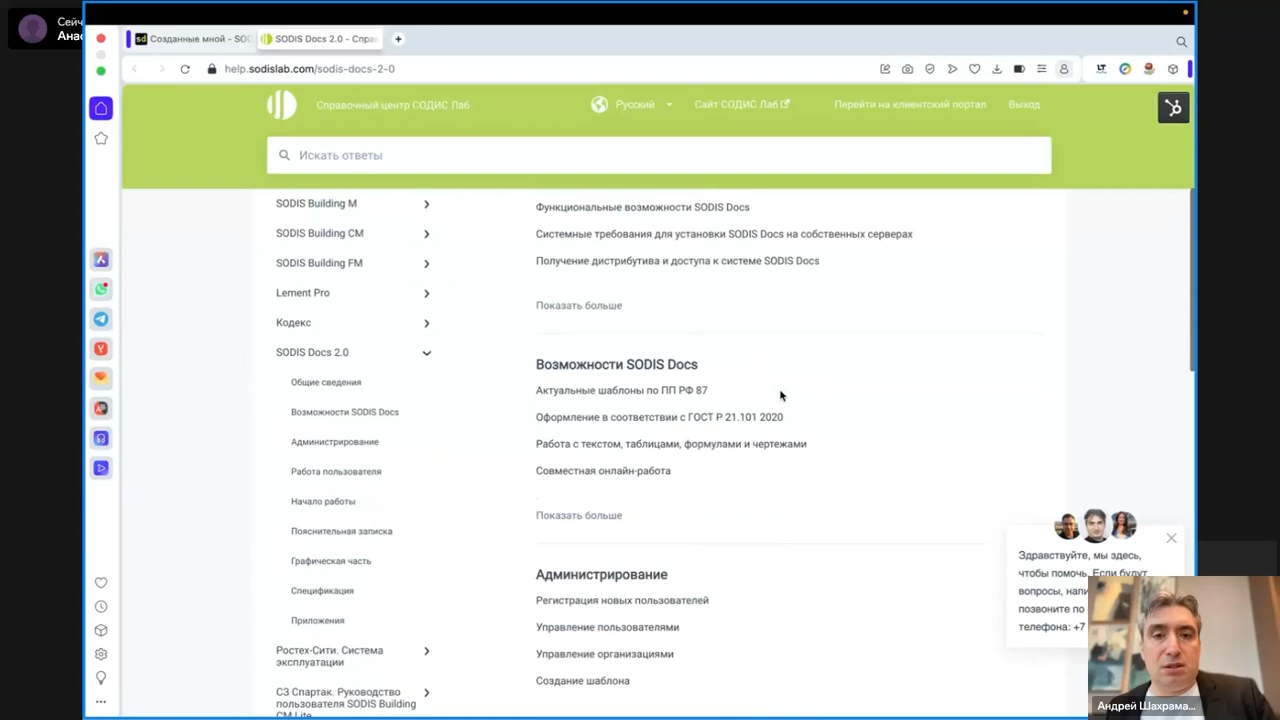 Сейч
Анас
Созданные мной - SOD
SODIS Docs 2.0 - Спра
help.sodislab.com/sodis-docs-2-0
LT
Справочный центр СОДИС Лаб
Русский
Сайт СОДИС Лаб
Перейти на клиентский портал
Выход
Искать ответы
SODIS Building M
SODIS Building CM
SODIS Building FM
Lement Pro
Кодекс
SODIS Docs 2.0
Общие сведения
Возможности SODIS Docs
Администрирование
Работа пользователя
Начало работы
Пояснительная записка
Графическая часть
Спецификация
Приложения
Ростех-Сити. Система
эксплуатации
СЗ Спартак. Руководство
пользователя SODIS Building
CM Lite
Функциональные возможности SODIS Docs
Системные требования для установки SODIS Docs на собственных серверах
Получение дистрибутива и доступа к системе SODIS Docs
Показать больше
Возможности SODIS Docs
Актуальные шаблоны по ПП РФ 87
Оформление в соответствии с ГОСТ Р 21.101 2020
Работа с текстом, таблицами, формулами и чертежами
Совместная онлайн-работа
Показать больше
Администрирование
Регистрация новых пользователей
Управление пользователями
Управление организациями
Создание шаблона
Здравствуйте, мы здесь,
чтобы помочь. Если будут
вопросы, напи
позвоните по
телефона: +7
Андрей Шахрама...